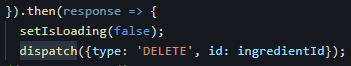 }).then(response => {
setIsLoading(false);
dispatch({type: 'DELETE', id: ingredientId});